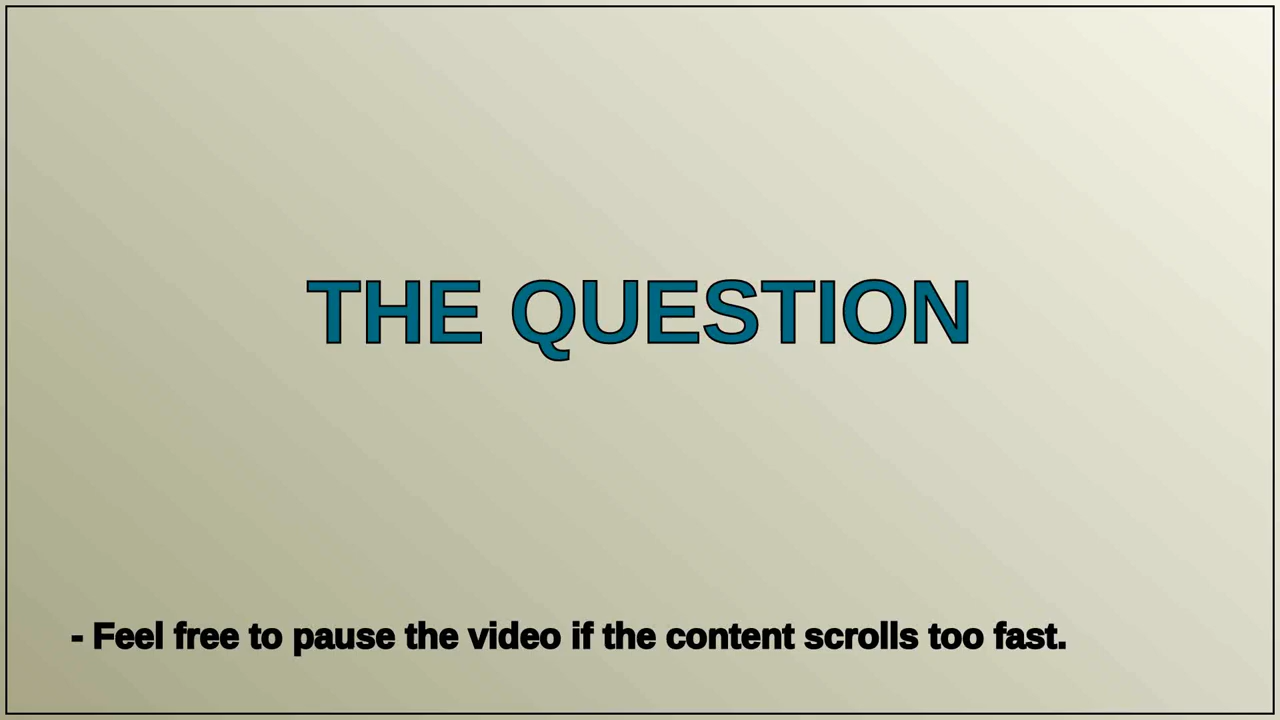 THE QUESTION
- Feel free to pause the video if the content scrolls too fast.